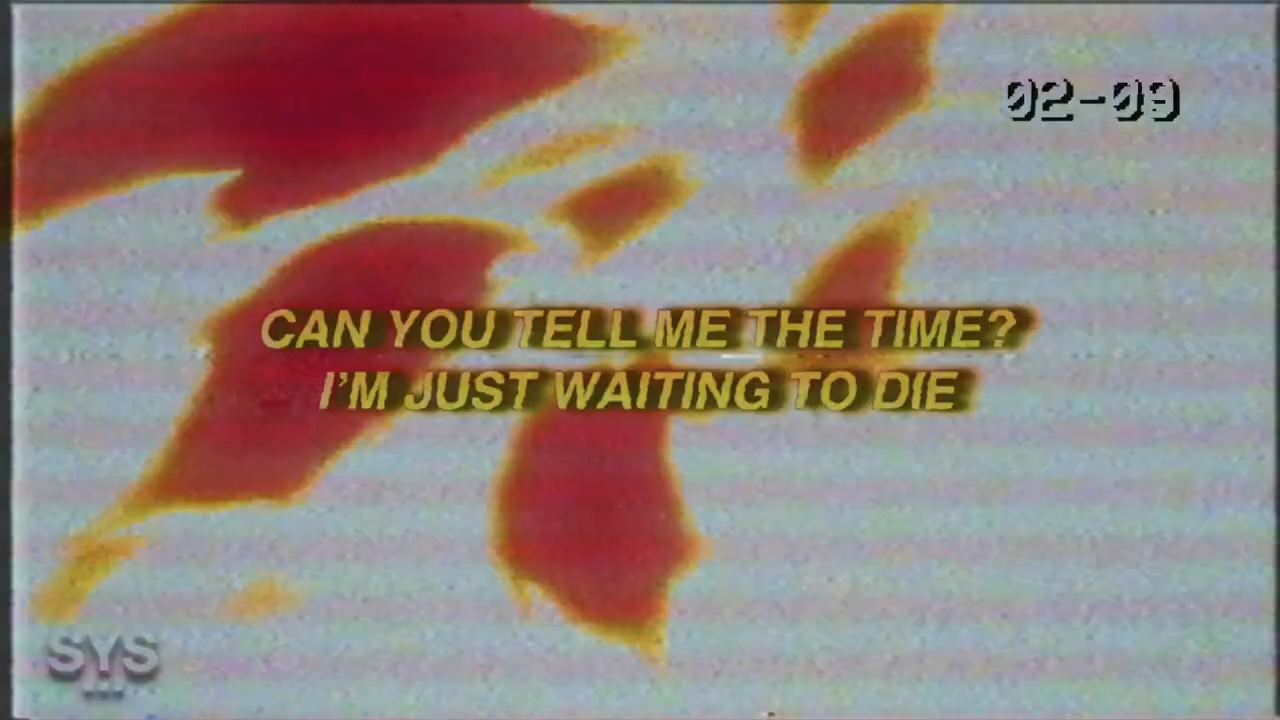 02-09
CAN YOU TELL ME THE TIME?
I'M JUST WAITING TO DIE
SYS